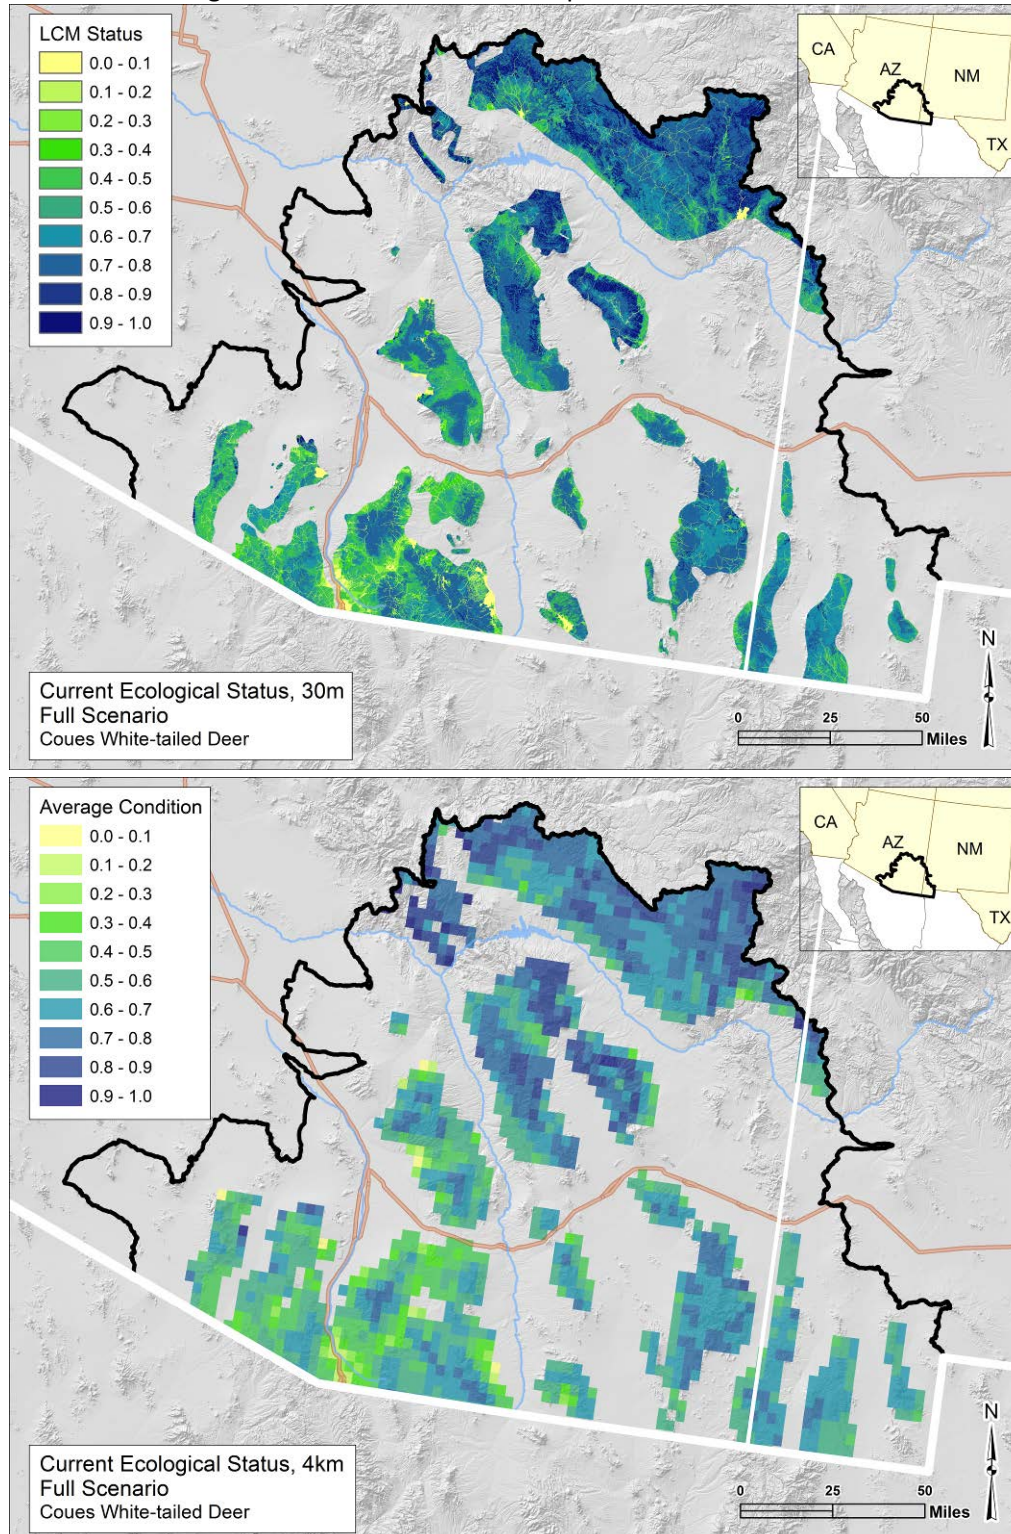 LCM Status
0.0 - 0.1
0.1 - 0.2
0.2 - 0.3
0.3 - 0.4
0.4 - 0.5
0.5 - 0.6
0.6 - 0.7
0.7 - 0.8
0.8 - 0.9
0.9 - 1.0
CA
AZ
NM
TX
N
0 25 50
Miles
Current Ecological Status, 30m
Full Scenario
Coues White-tailed Deer
Average Condition
0.0 - 0.1
0.1 - 0.2
0.2 - 0.3
0.3 - 0.4
0.4 - 0.5
0.5 - 0.6
0.6 - 0.7
0.7 - 0.8
0.8 - 0.9
0.9 - 1.0
CA
AZ
NM
TX
N
0 25 50
Miles
Current Ecological Status, 4km
Full Scenario
Coues White-tailed Deer